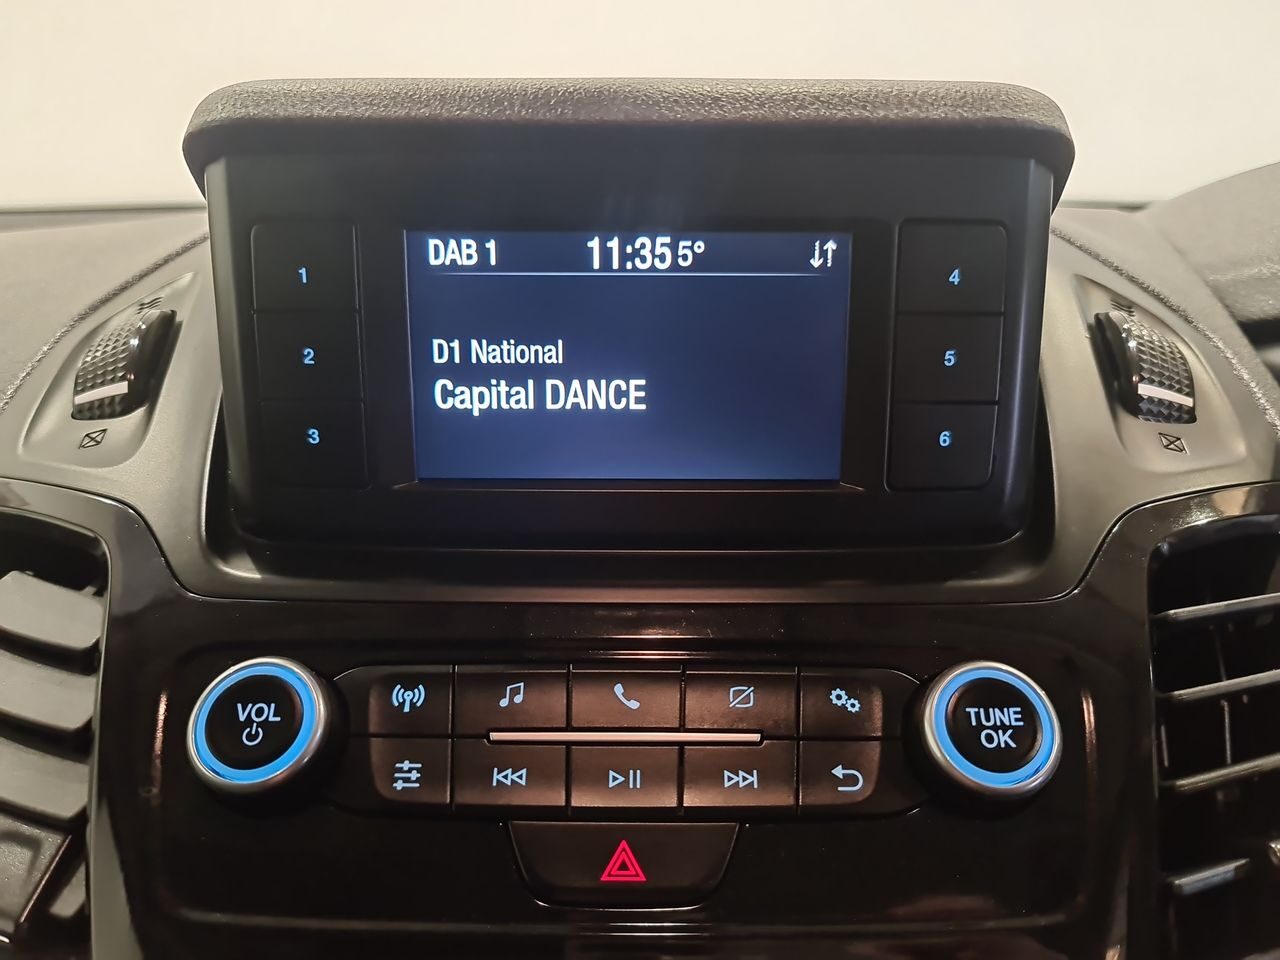 DAB 1 11:35 5°
D1 National
Capital DANCE
1
2
3
4
5
6
VOL
TUNE
OK